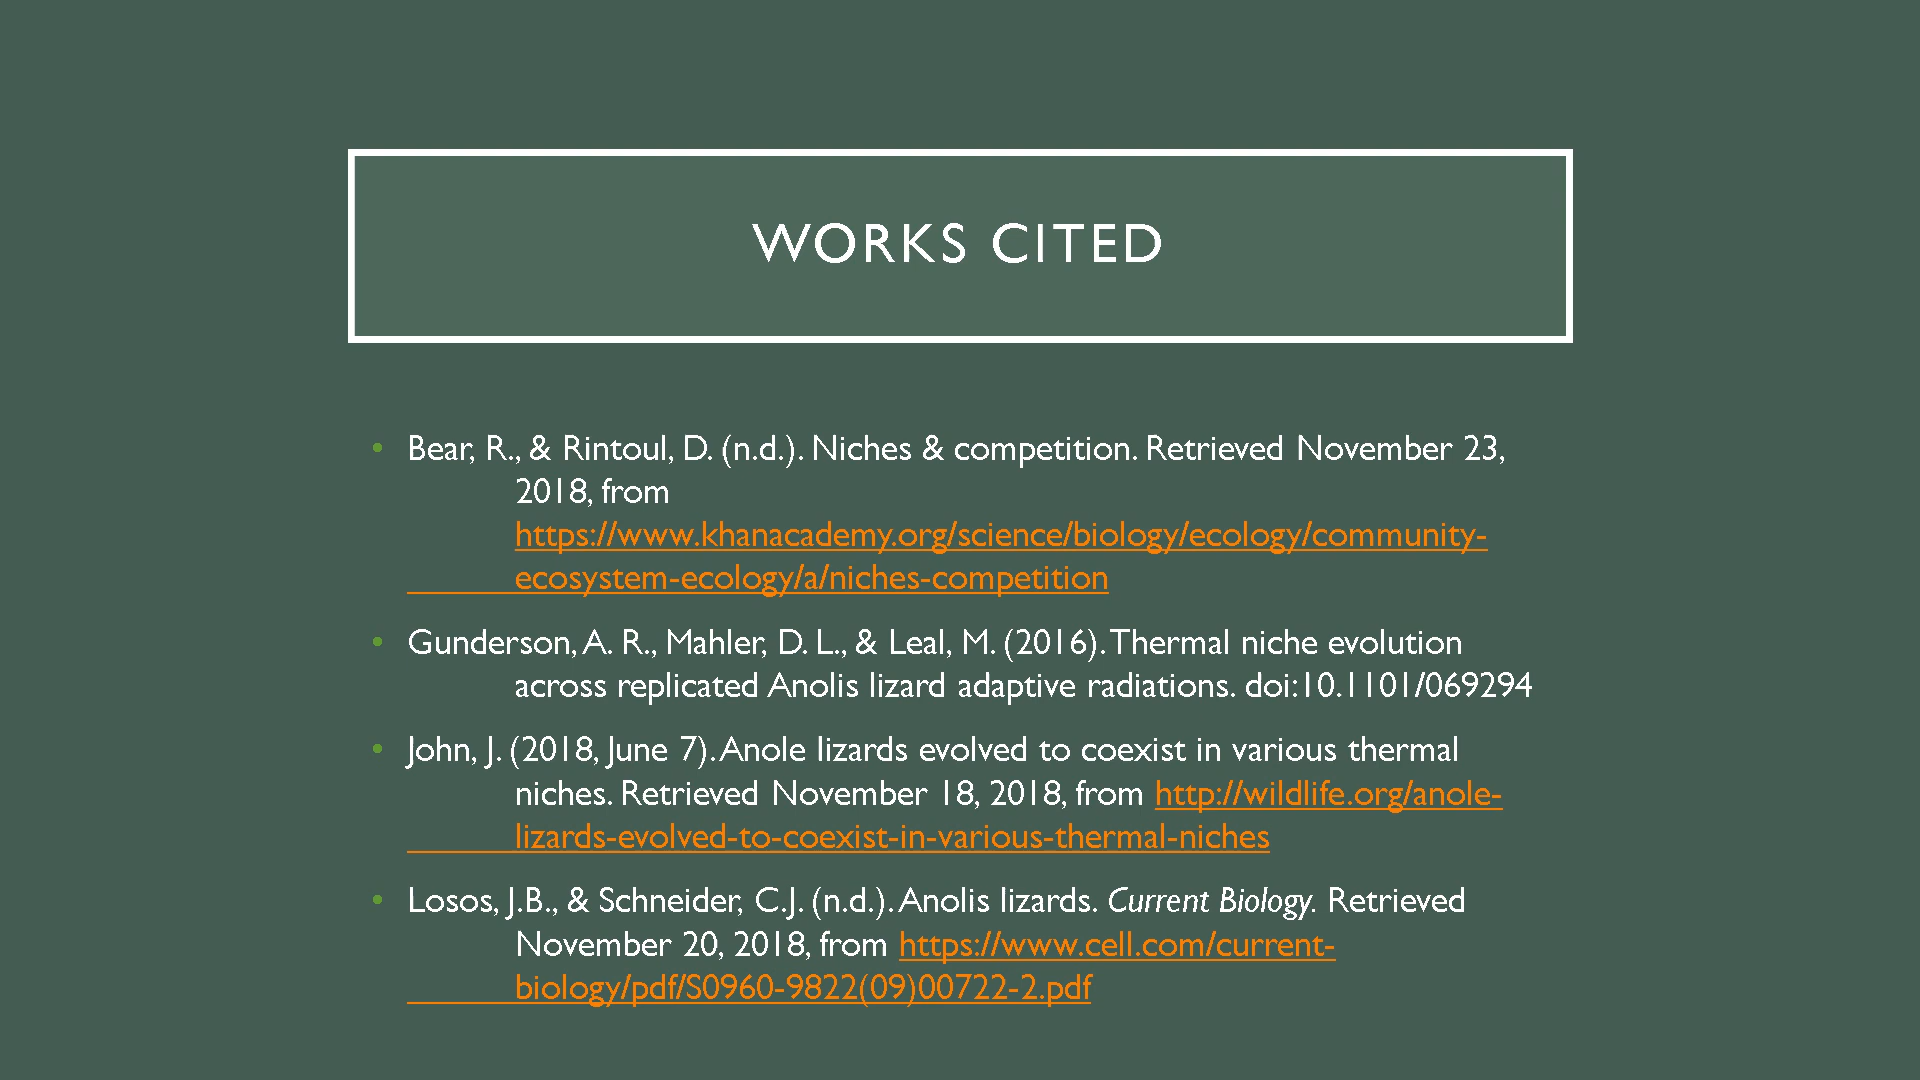 WORKS CITED
• Bear, R., & Rintoul, D. (n.d.). Niches & competition. Retrieved November 23,
2018, from
https://www.khanacademy.org/science/biology/ecology/community-
ecosystem-ecology/a/niches-competition
• Gunderson, A. R., Mahler, D. L., & Leal, M. (2016). Thermal niche evolution
across replicated Anolis lizard adaptive radiations. doi:10.1101/069294
• John, J. (2018, June 7). Anole lizards evolved to coexist in various thermal
niches. Retrieved November 18, 2018, from http://wildlife.org/anole-
lizards-evolved-to-coexist-in-various-thermal-niches
• Losos, J.B., & Schneider, C.J. (n.d.). Anolis lizards. Current Biology. Retrieved
November 20, 2018, from https://www.cell.com/current-
biology/pdf/S0960-9822(09)00722-2.pdf